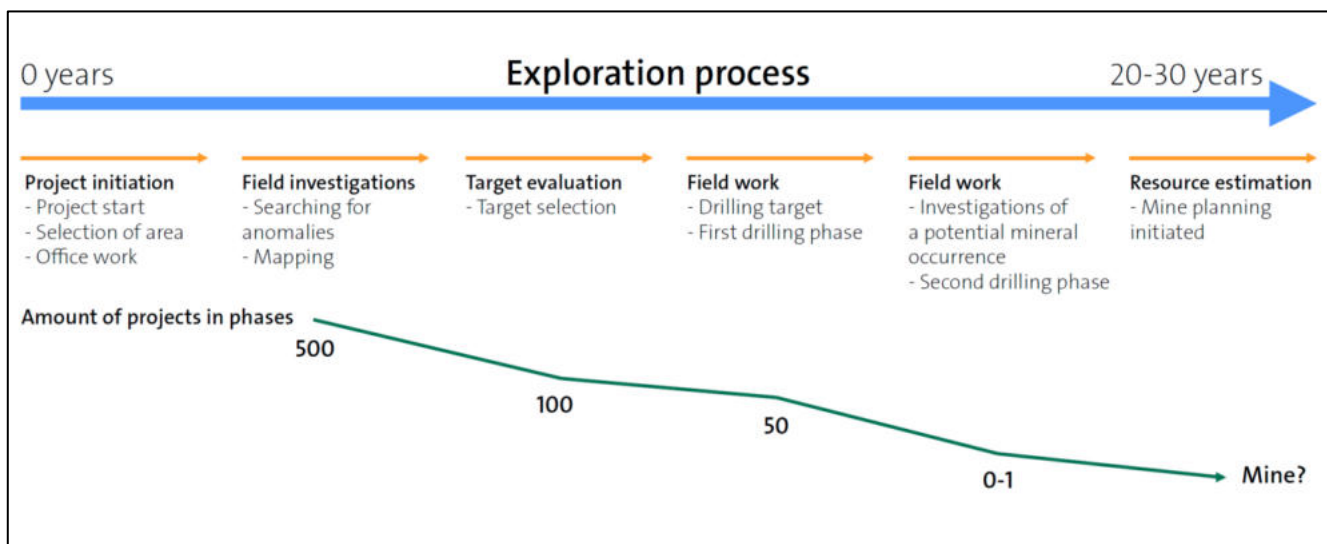 0 years
Exploration process
20-30 years
Project initiation
- Project start
- Selection of area
- Office work
Field investigations
- Searching for
anomalies
- Mapping
Target evaluation
- Target selection
Field work
- Drilling target
- First drilling phase
Field work
- Investigations of
a potential mineral
occurrence
- Second drilling phase
Resource estimation
- Mine planning
initiated
Amount of projects in phases
500
100
50
0-1
Mine?